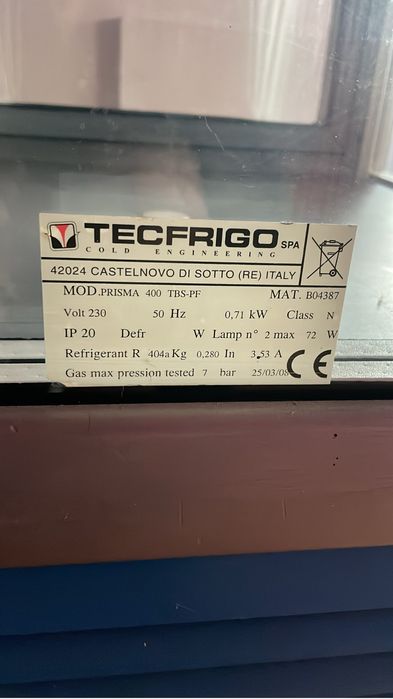 TECFRIGO SPA
COLD ENGINEERING
42024 CASTELNOVO DI SOTTO (RE) ITALY
MOD.PRISMA 400 TBS-PF MAT. B04387
Volt 230 50 Hz 0,71 kW Class N
IP 20 Defr W Lamp n° 2 max 72 W
Refrigerant R 404a Kg 0,280 In 3,53 A
Gas max pression tested 7 bar 25/03/08
CE